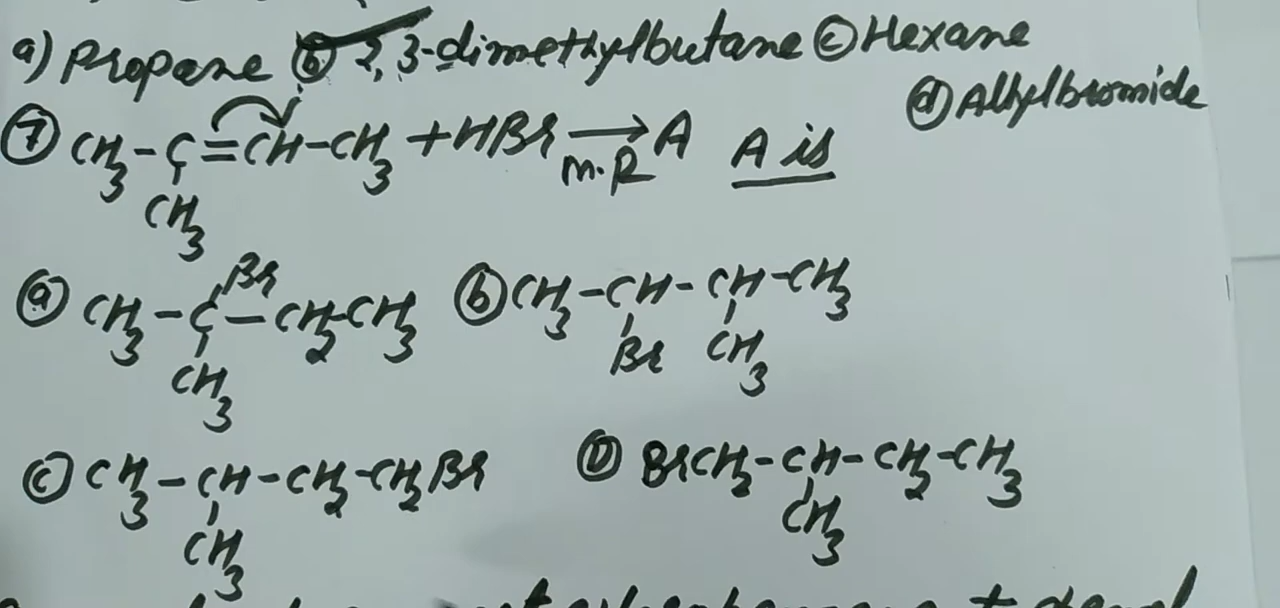 a) Propane (b) 2,3-dimethylbutane (c) Hexane
(d) Allylbromide
(7) CH3-C=CH-CH3 + HBr → A A is
CH3 M.R
Br
(a) CH3-C-CH2-CH3 (b) CH3-CH-CH-CH3
CH3 Br CH3
(c) CH3-CH-CH2-CH2Br (D) BrCH2-CH-CH2-CH3
CH3 CH3